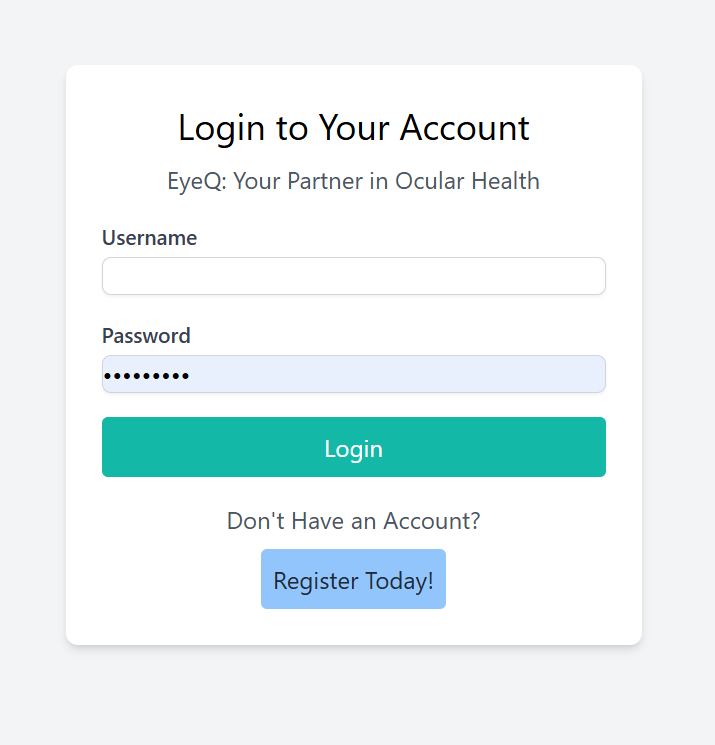 Login to Your Account
EyeQ: Your Partner in Ocular Health
Username
Password
•••••••••
Login
Don't Have an Account?
Register Today!